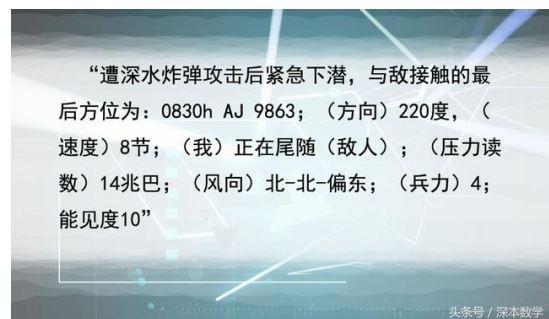 “遭深水炸弹攻击后紧急下潜，与敌接触的最
后方位为：0830h AJ 9863；（方向）220度，（
速度）8节；（我）正在尾随（敌人）；（压力读
数）14兆巴；（风向）北-北-偏东；（兵力）4；
能见度10”
头条号 / 深本数学